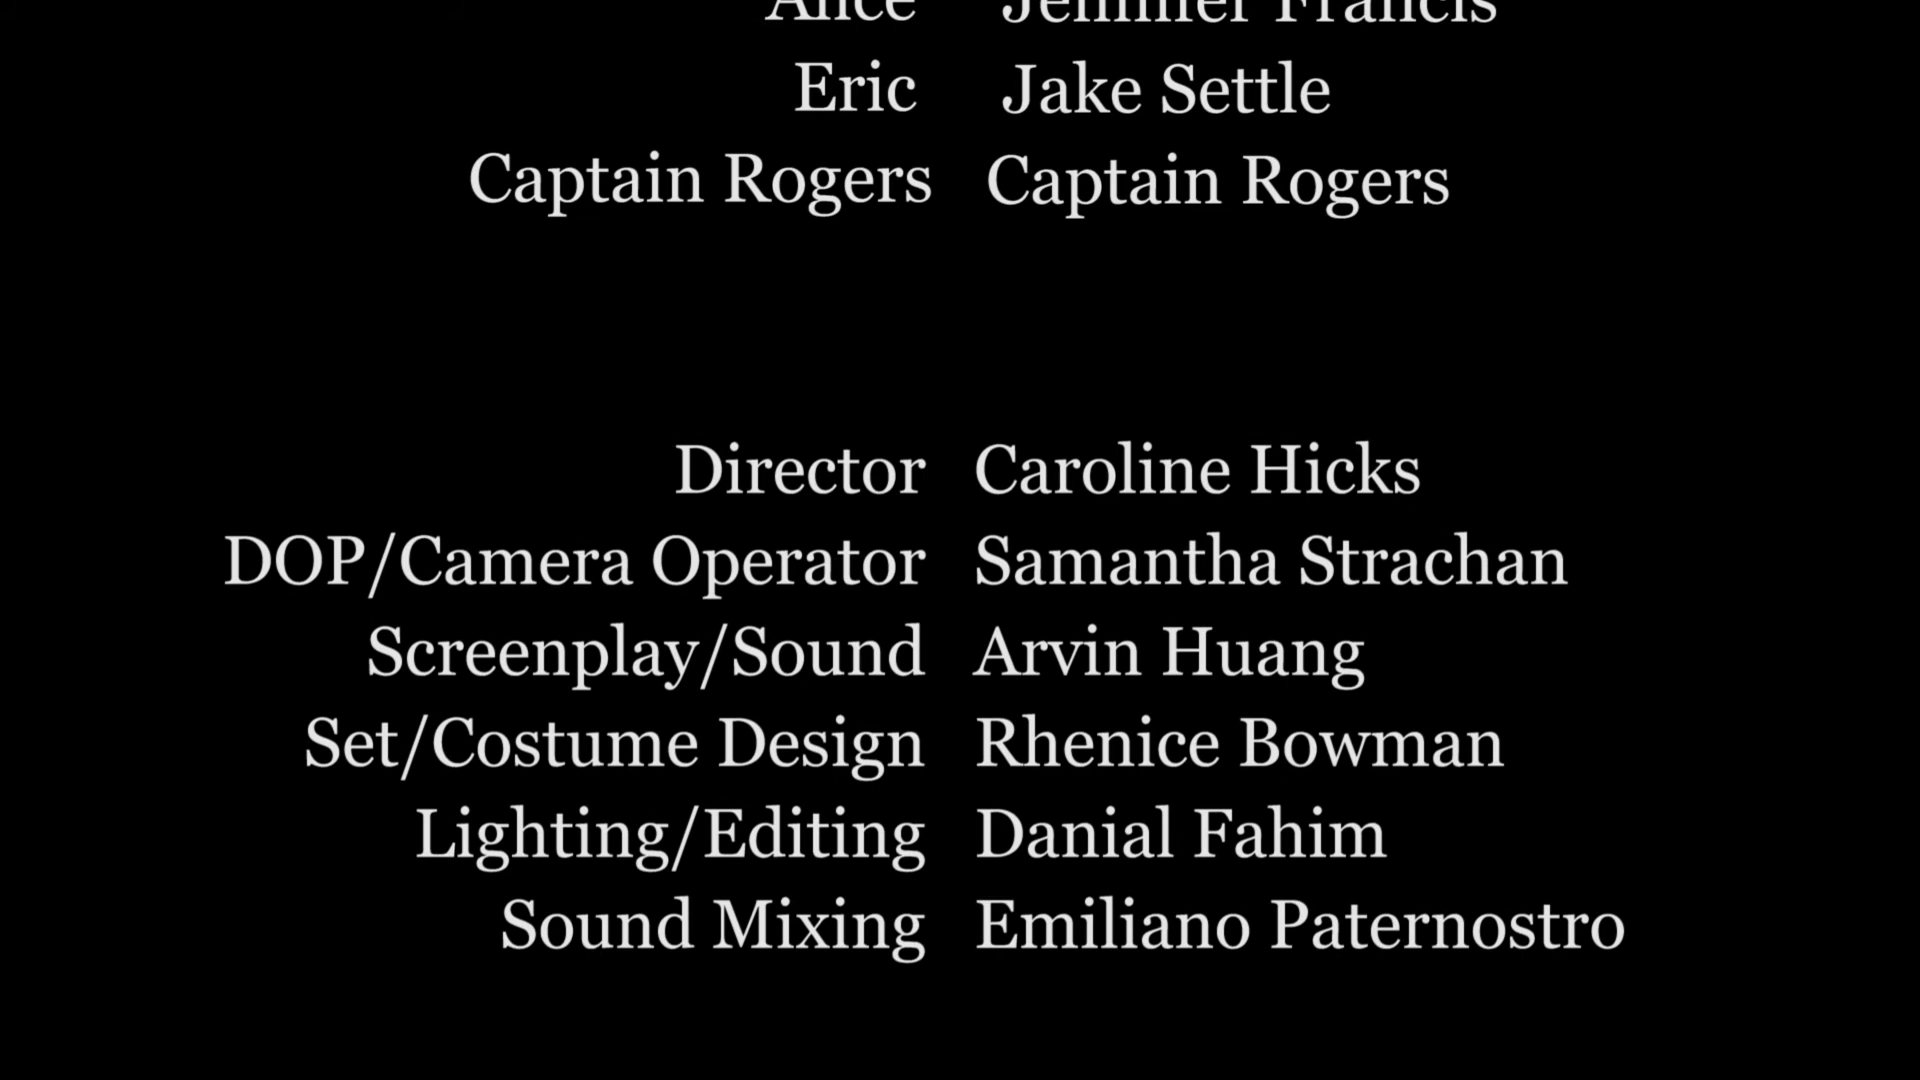 Alice Jennifer Francis
Eric Jake Settle
Captain Rogers Captain Rogers
Director Caroline Hicks
DOP/Camera Operator Samantha Strachan
Screenplay/Sound Arvin Huang
Set/Costume Design Rhenice Bowman
Lighting/Editing Danial Fahim
Sound Mixing Emiliano Paternostro